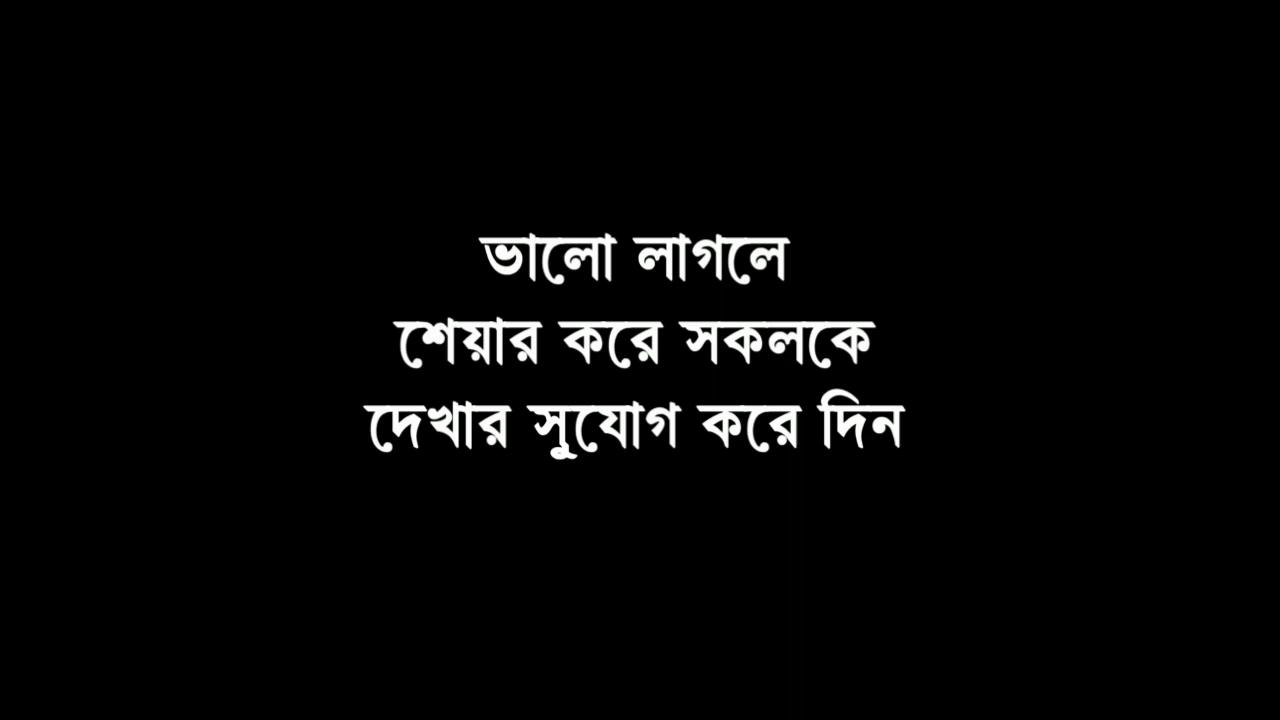 ভালো লাগলে
শেয়ার করে সকলকে
দেখার সুযোগ করে দিন